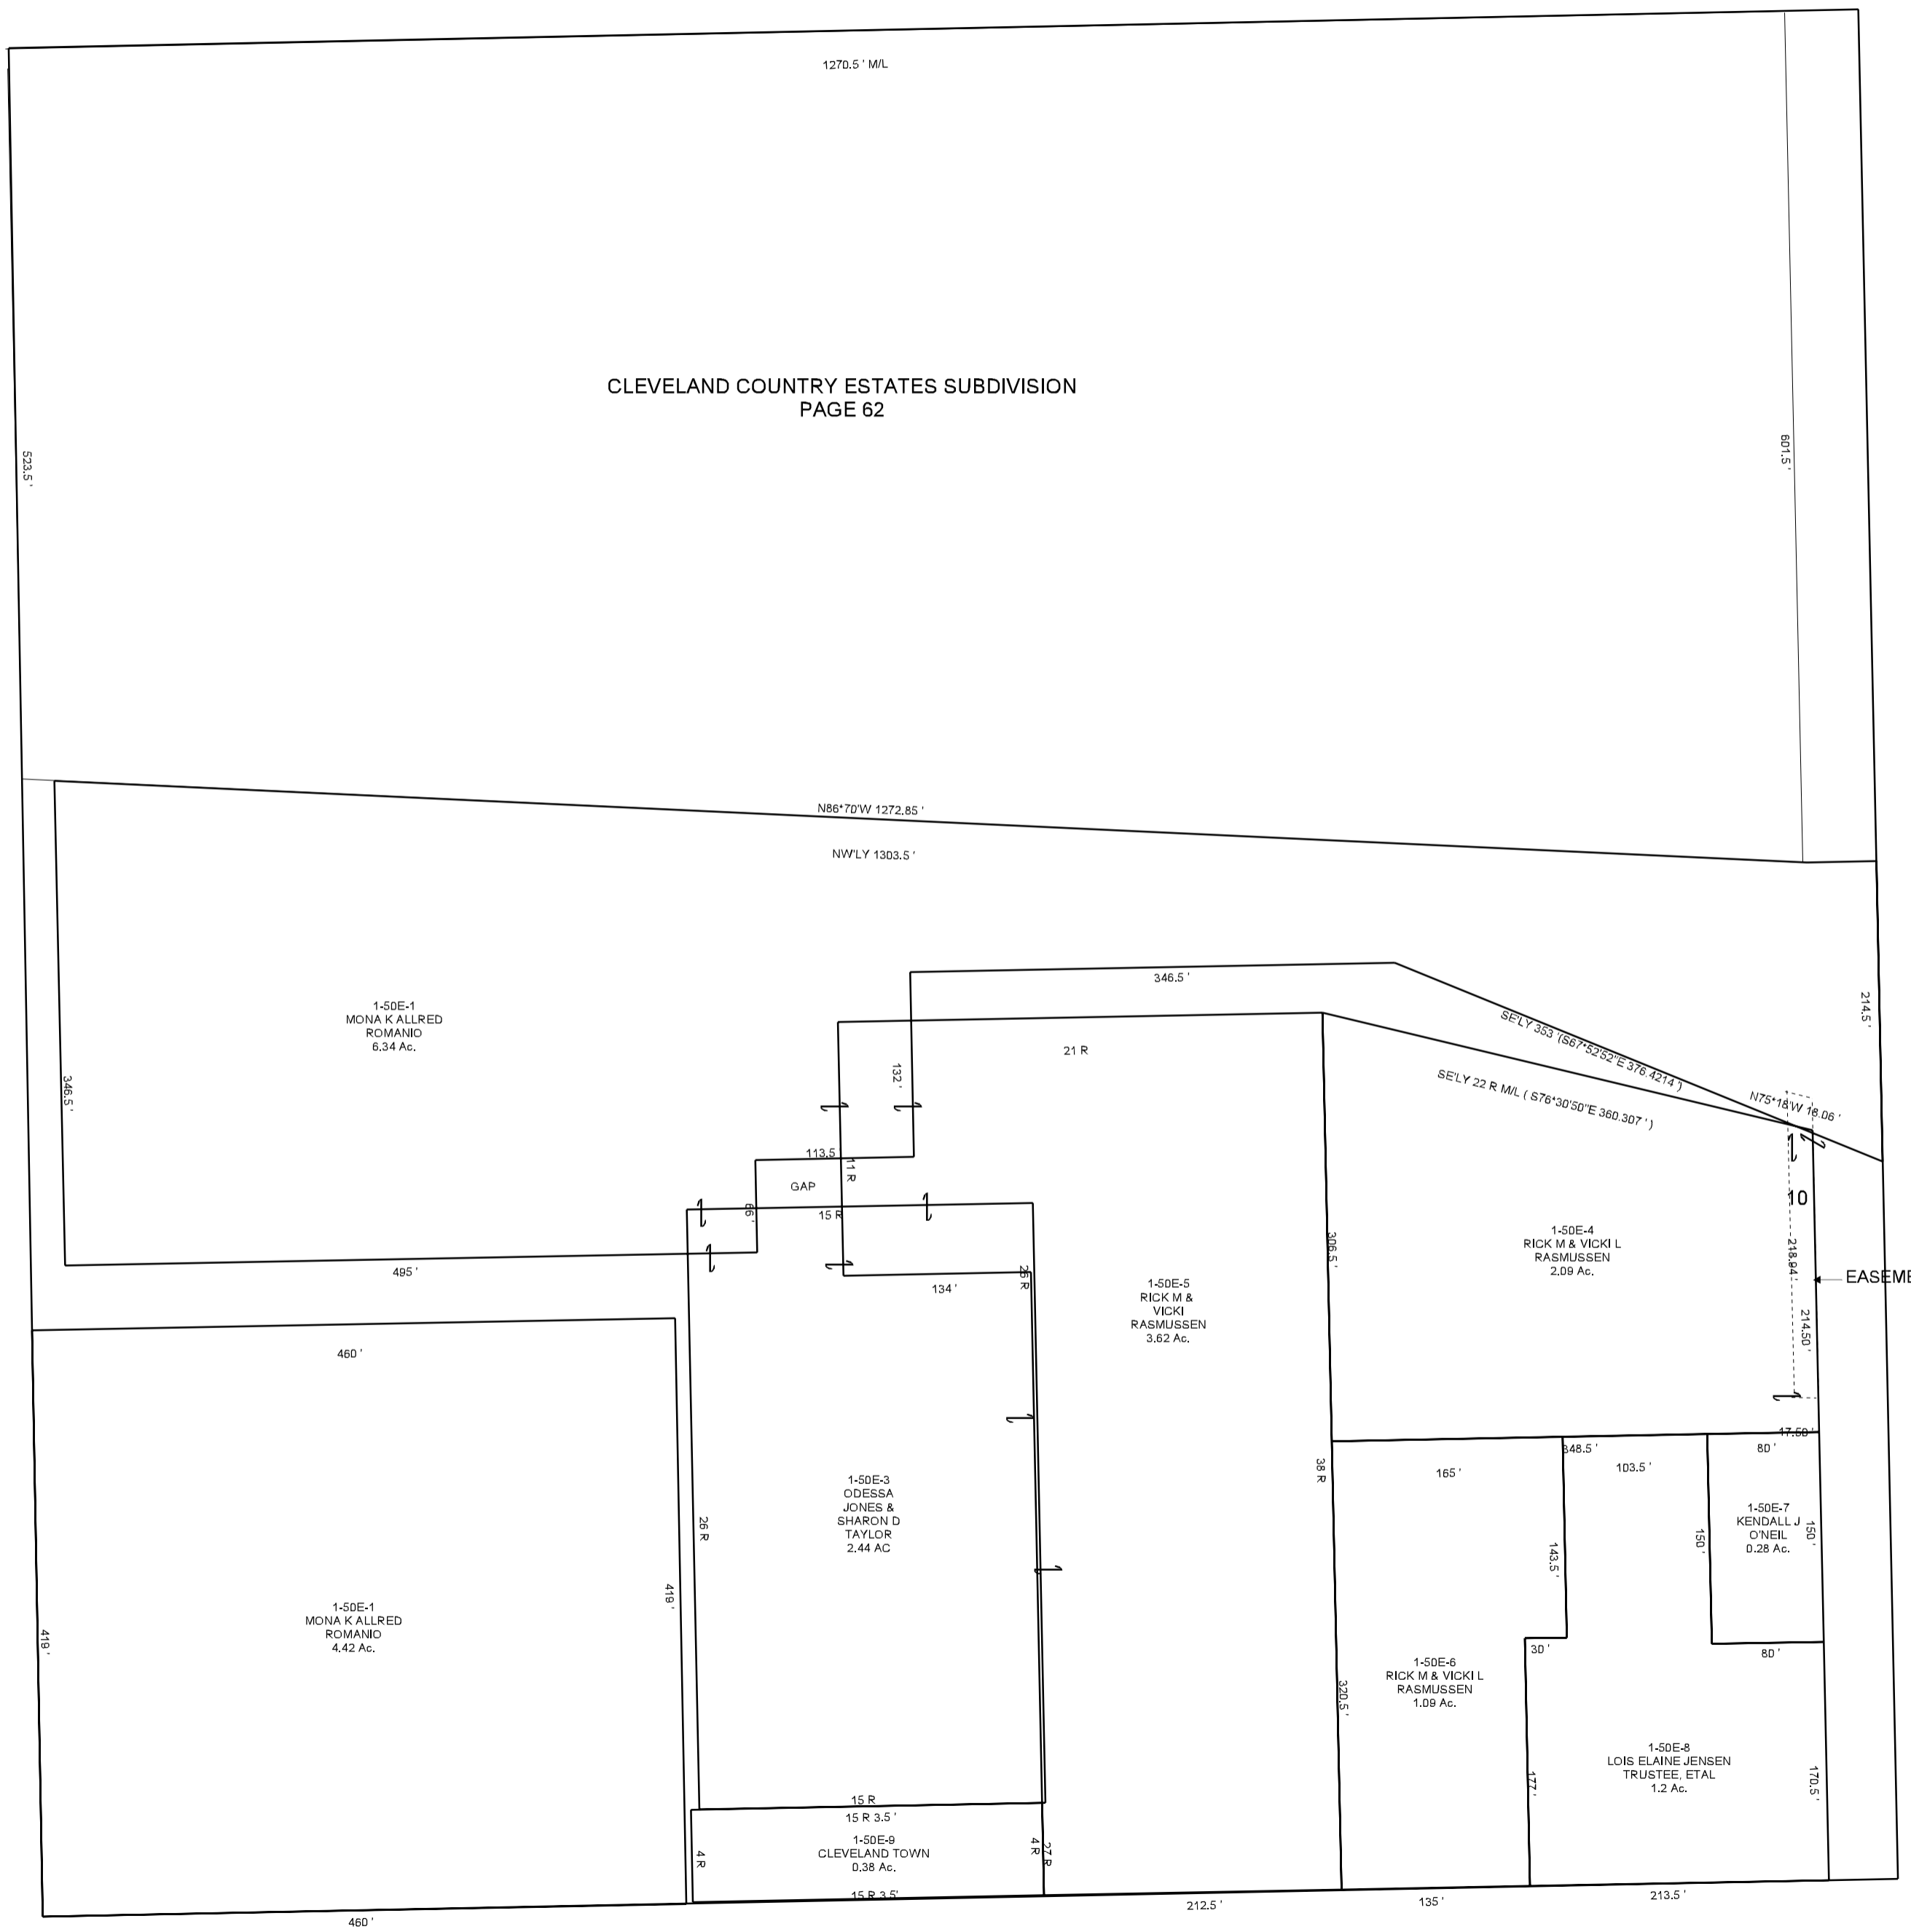 1270.5 ' M/L
CLEVELAND COUNTRY ESTATES SUBDIVISION
PAGE 62
523.5 '
601.5 '
N86*70'W 1272.85 '
NW'LY 1303.5 '
1-50E-1
MONA K ALLRED
ROMANIO
6.34 Ac.
346.5 '
346.5 '
214.5 '
SE'LY 353 '(S67*52'52"E 376.4214 ')
SE'LY 22 R M/L ( S76*30'50"E 360.307 ' )
N75*18'W 18.06 '
21 R
132 '
113.5
11 R
GAP
66 '
15 R
495 '
134 '
26 R
1-50E-5
RICK M &
VICKI
RASMUSSEN
3.62 Ac.
306.5 '
1-50E-4
RICK M & VICKI L
RASMUSSEN
2.09 Ac.
10
218.94 '
EASEME
214.50 '
17.50 '
460 '
348.5 '
80 '
165 '
103.5 '
38 R
1-50E-3
ODESSA
JONES &
SHARON D
TAYLOR
2.44 AC
26 R
1-50E-7
KENDALL J
O'NEIL
0.28 Ac.
150 '
150 '
143.5 '
419 '
1-50E-1
MONA K ALLRED
ROMANIO
4.42 Ac.
419 '
30 '
80 '
1-50E-6
RICK M & VICKI L
RASMUSSEN
1.09 Ac.
320.5 '
177 '
1-50E-8
LOIS ELAINE JENSEN
TRUSTEE, ETAL
1.2 Ac.
170.5 '
15 R
15 R 3.5 '
1-50E-9
CLEVELAND TOWN
0.38 Ac.
4 R
4 R
27 R
15 R 3.5'
460 '
212.5 '
135 '
213.5 '